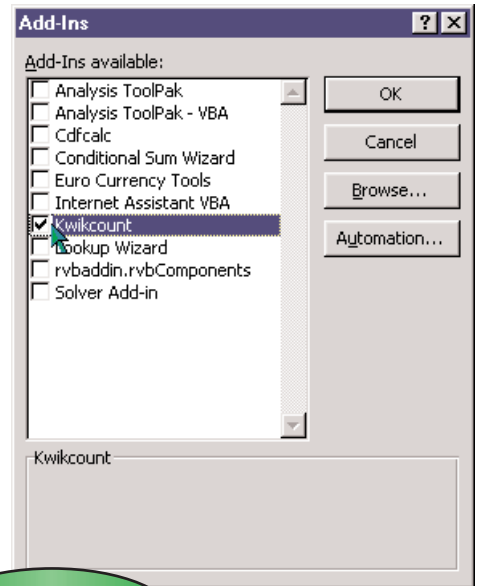 Add-Ins
Add-Ins available:
Analysis ToolPak
Analysis ToolPak - VBA
Cdfcalc
Conditional Sum Wizard
Euro Currency Tools
Internet Assistant VBA
Kwikcount
Lookup Wizard
rvbaddin.rvbComponents
Solver Add-in
OK
Cancel
Browse...
Automation...
Kwikcount